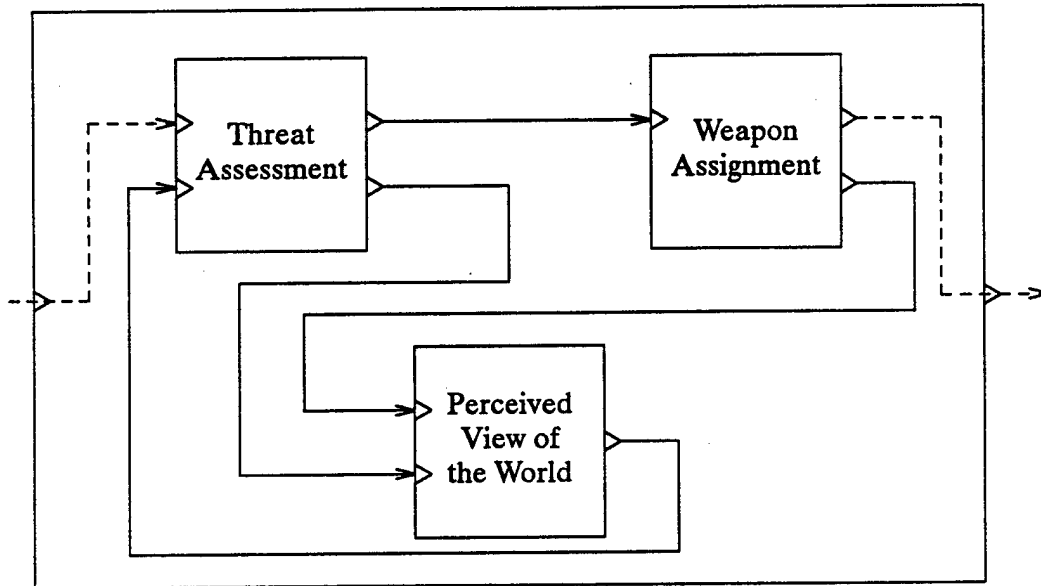 Threat
Assessment
Weapon
Assignment
Perceived
View of
the World